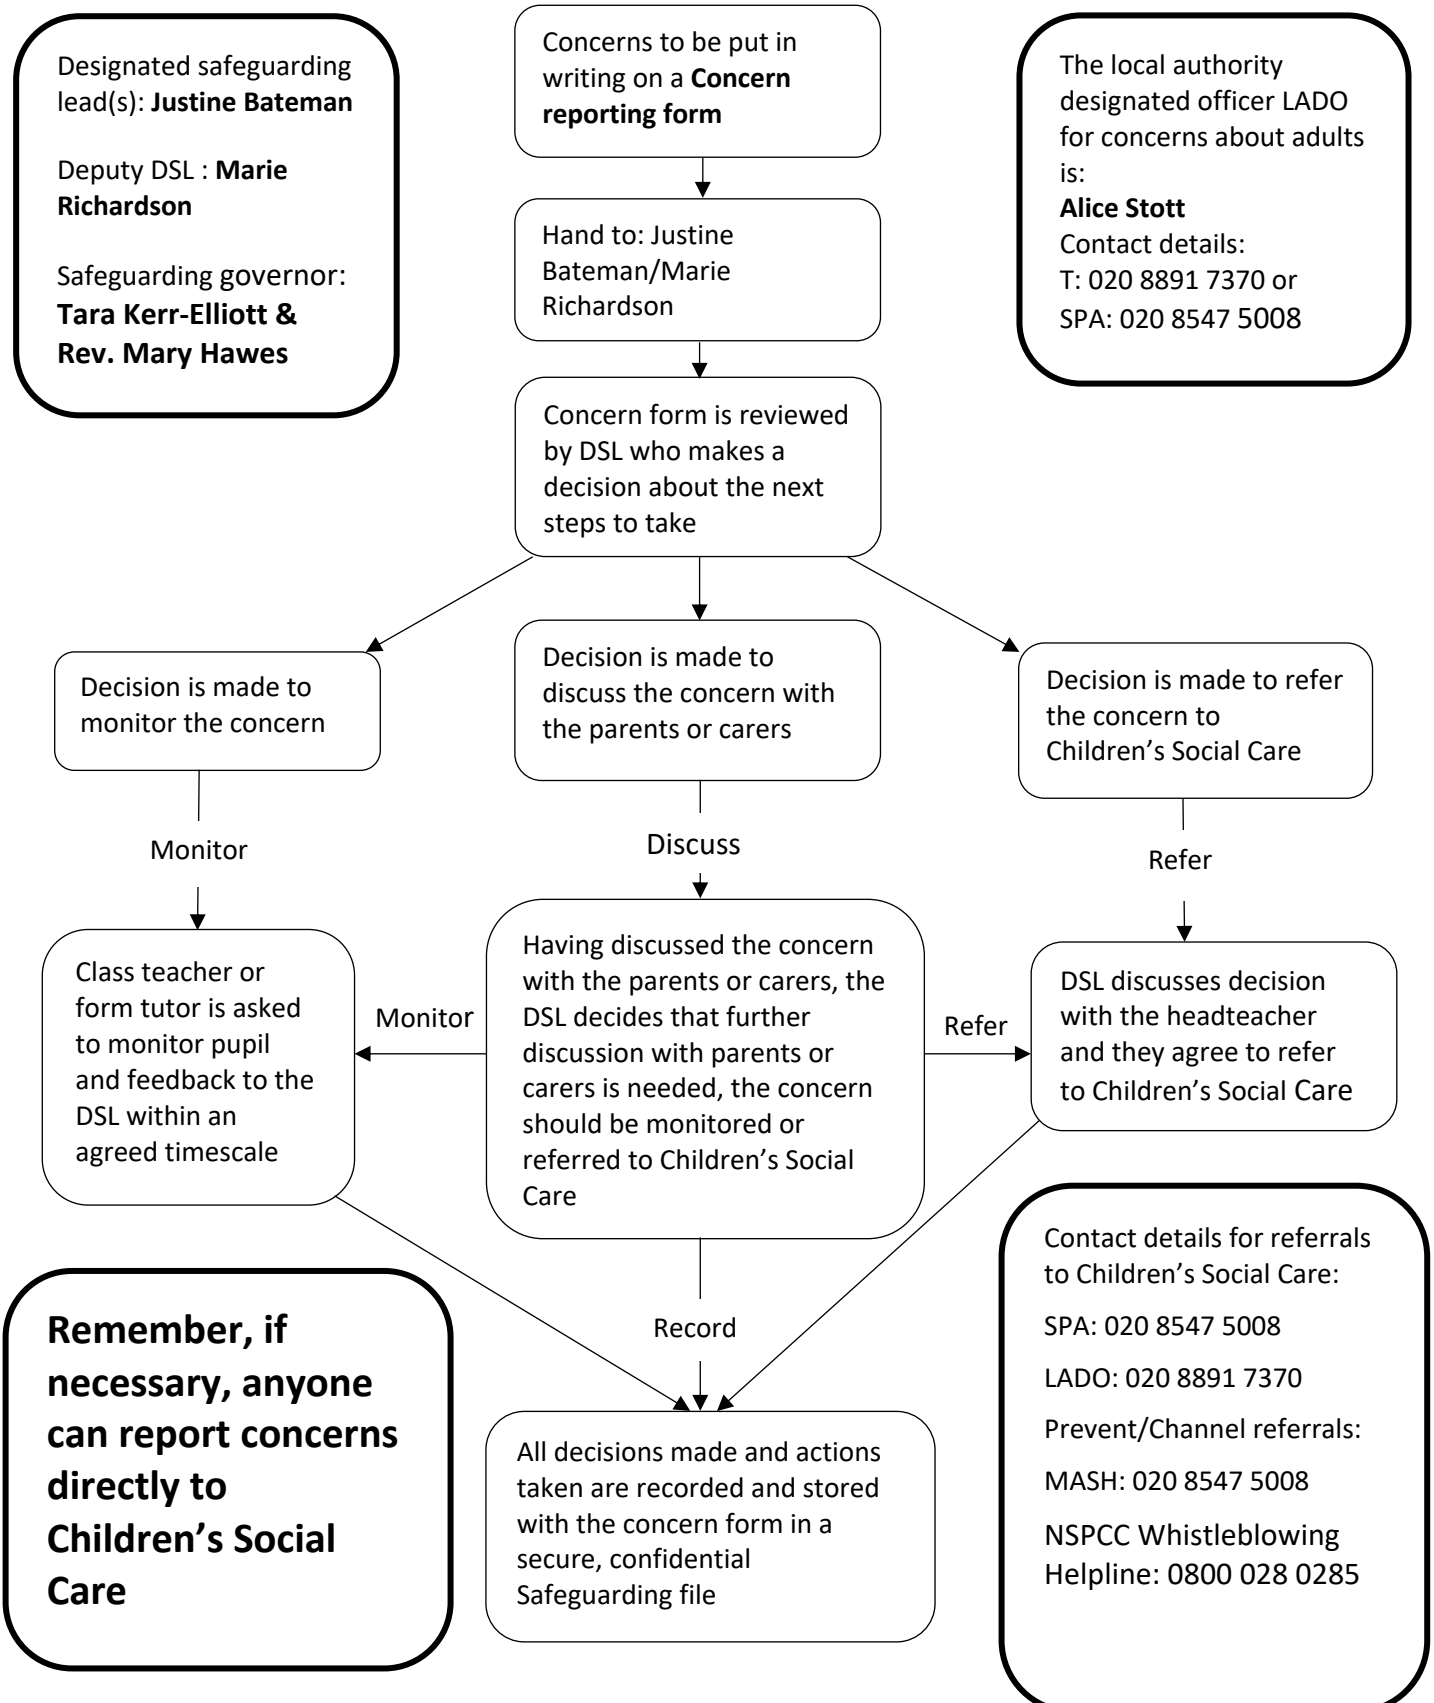 Designated safeguarding
lead(s): Justine Bateman
Deputy DSL : Marie
Richardson
Safeguarding governor:
Tara Kerr-Elliott &
Rev. Mary Hawes
Concerns to be put in
writing on a Concern
reporting form
The local authority
designated officer LADO
for concerns about adults
is:
Alice Stott
Contact details:
T: 020 8891 7370 or
SPA: 020 8547 5008
Hand to: Justine
Bateman/Marie
Richardson
Concern form is reviewed
by DSL who makes a
decision about the next
steps to take
Decision is made to
monitor the concern
Decision is made to
discuss the concern with
the parents or carers
Decision is made to refer
the concern to
Children’s Social Care
Monitor
Discuss
Refer
Class teacher or
form tutor is asked
to monitor pupil
and feedback to the
DSL within an
agreed timescale
Monitor
Having discussed the concern
with the parents or carers, the
DSL decides that further
discussion with parents or
carers is needed, the concern
should be monitored or
referred to Children’s Social
Care
Refer
DSL discusses decision
with the headteacher
and they agree to refer
to Children’s Social Care
Remember, if
necessary, anyone
can report concerns
directly to
Children’s Social
Care
Record
All decisions made and actions
taken are recorded and stored
with the concern form in a
secure, confidential
Safeguarding file
Contact details for referrals
to Children’s Social Care:
SPA: 020 8547 5008
LADO: 020 8891 7370
Prevent/Channel referrals:
MASH: 020 8547 5008
NSPCC Whistleblowing
Helpline: 0800 028 0285